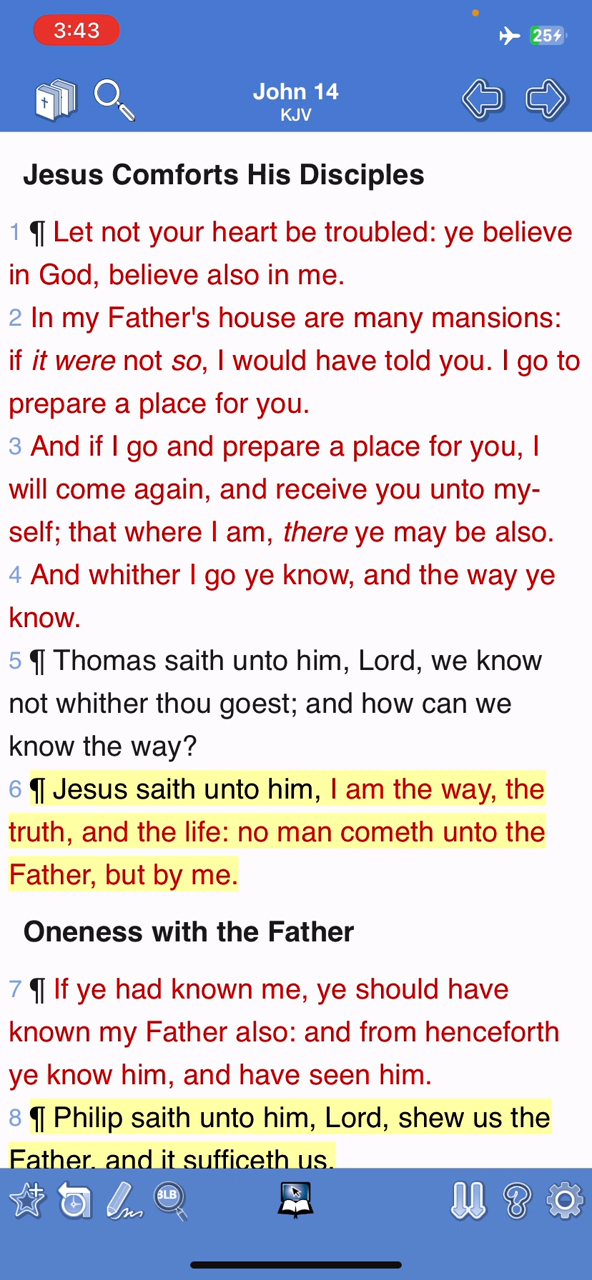 3:43
25
John 14
KJV
Jesus Comforts His Disciples
1 ¶ Let not your heart be troubled: ye believe
in God, believe also in me.
2 In my Father's house are many mansions:
if it were not so, I would have told you. I go to
prepare a place for you.
3 And if I go and prepare a place for you, I
will come again, and receive you unto my-
self; that where I am, there ye may be also.
4 And whither I go ye know, and the way ye
know.
5 ¶ Thomas saith unto him, Lord, we know
not whither thou goest; and how can we
know the way?
6 ¶ Jesus saith unto him, I am the way, the
truth, and the life: no man cometh unto the
Father, but by me.
Oneness with the Father
7 ¶ If ye had known me, ye should have
known my Father also: and from henceforth
ye know him, and have seen him.
8 ¶ Philip saith unto him, Lord, shew us the
Father, and it sufficeth us.
BLB